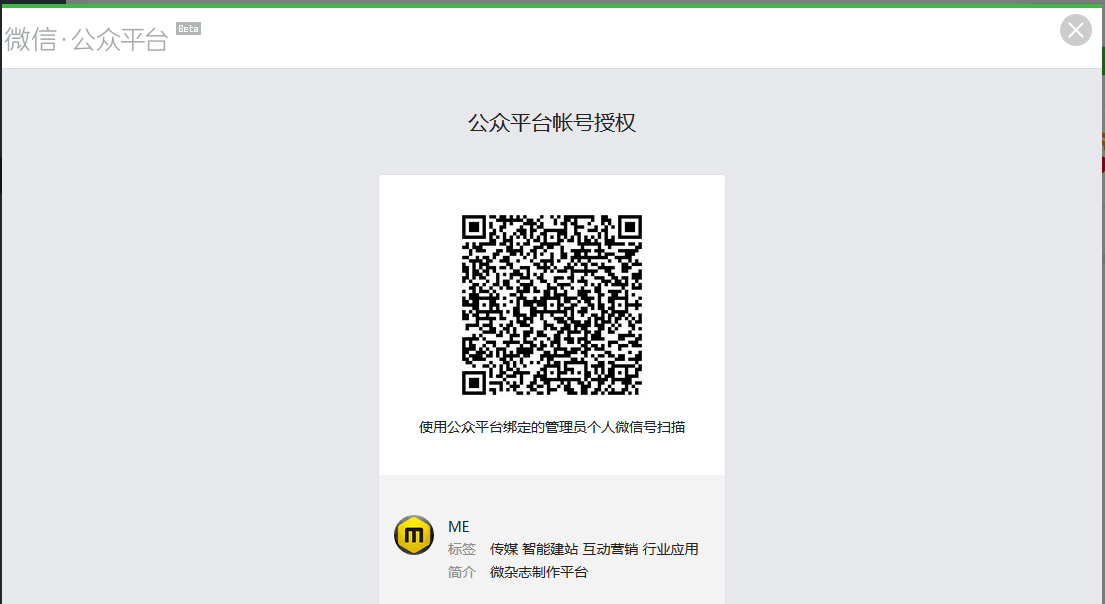 微信·公众平台 Beta
公众平台帐号授权
使用公众平台绑定的管理员个人微信号扫描
m
ME
标签 传媒 智能建站 互动营销 行业应用
简介 微杂志制作平台